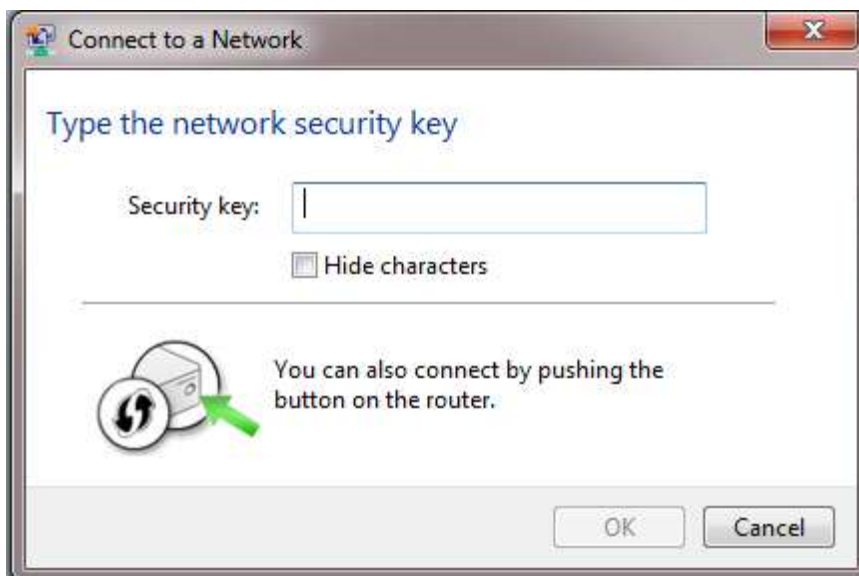 Connect to a Network
Type the network security key
Security key:
Hide characters
You can also connect by pushing the
button on the router.
OK Cancel